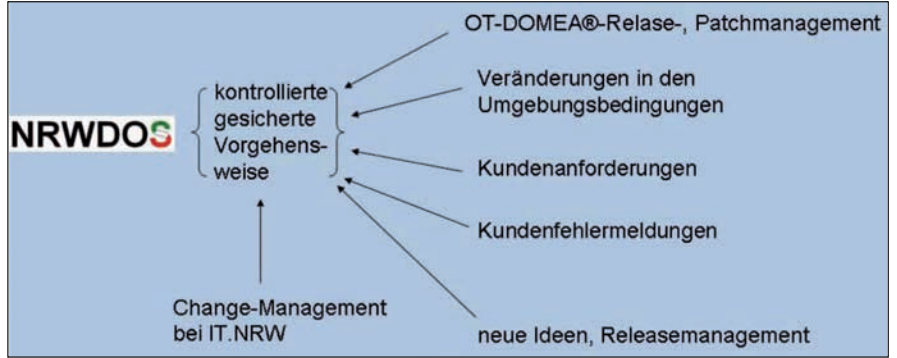 OT-DOMEA®-Relase-, Patchmanagement
Veränderungen in den
Umgebungsbedingungen
NRWDOS
kontrollierte
gesicherte
Vorgehens-
weise
Kundenanforderungen
Kundenfehlermeldungen
Change-Management
bei IT.NRW
neue Ideen, Releasemanagement